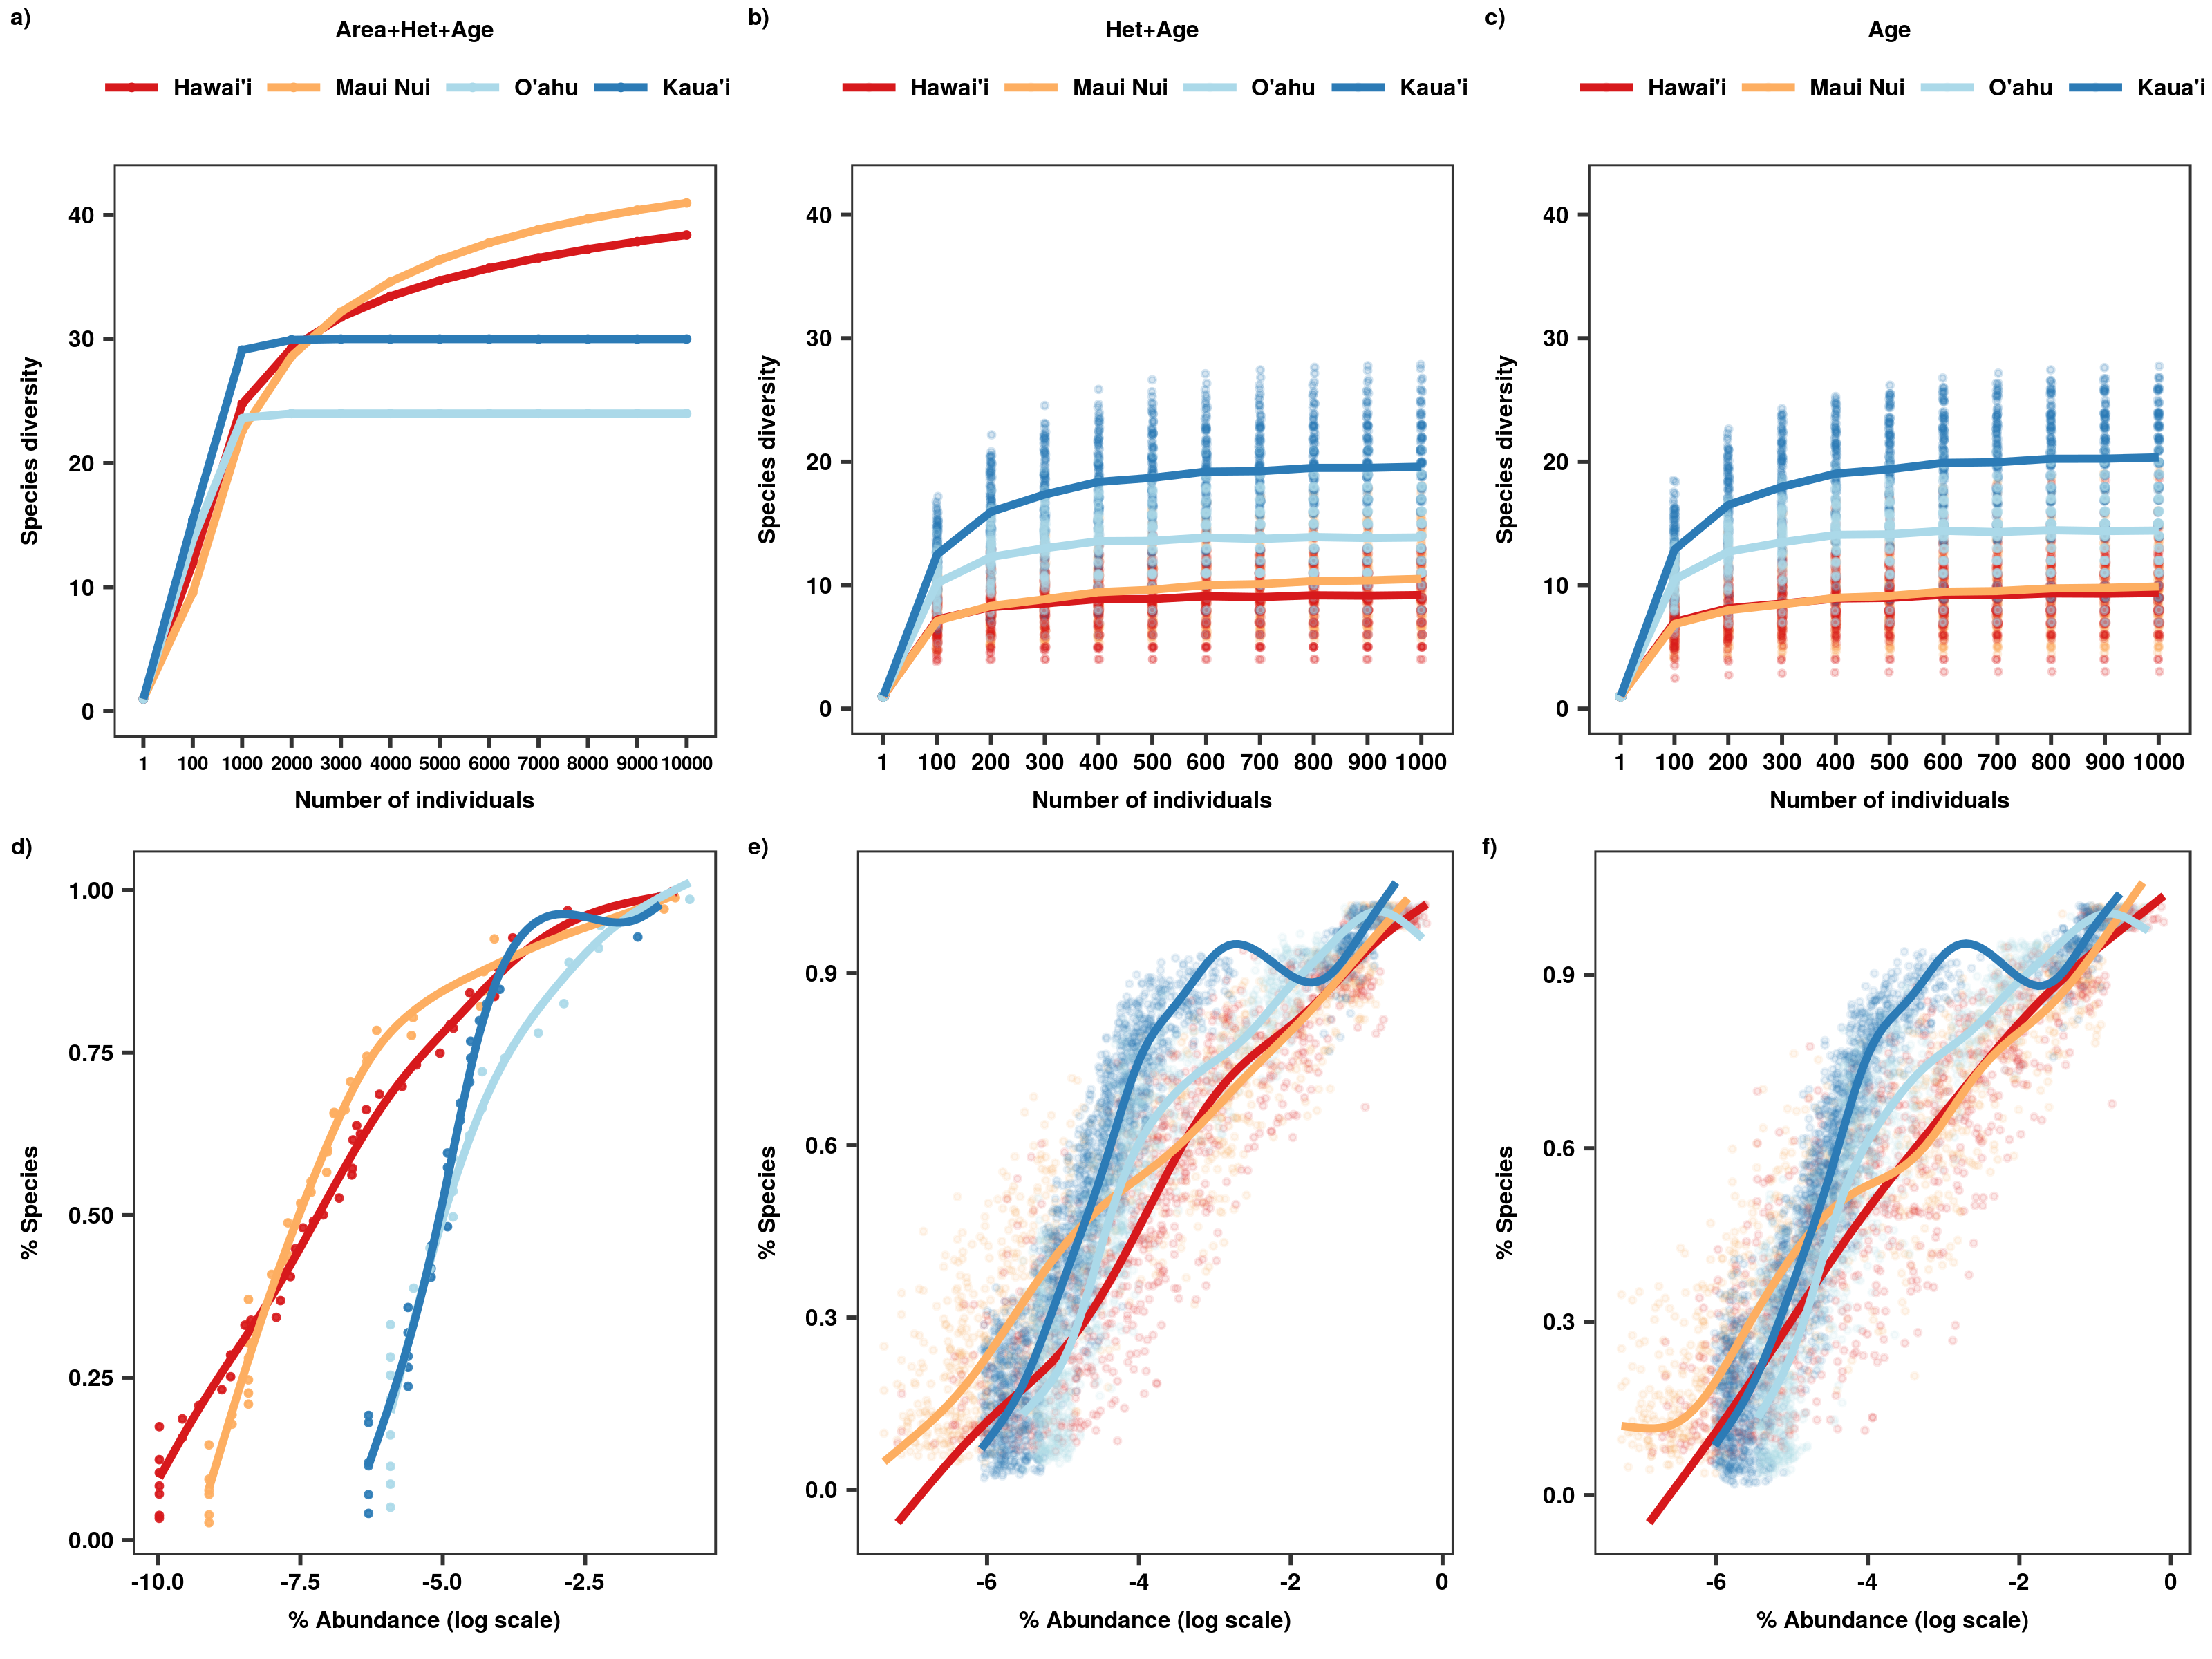 a)
Area+Het+Age
Hawai'i Maui Nui O'ahu Kaua'i
Species diversity
40
30
20
10
0
1 100 1000 2000 3000 4000 5000 6000 7000 8000 9000 10000
Number of individuals
b)
Het+Age
Hawai'i Maui Nui O'ahu Kaua'i
Species diversity
40
30
20
10
0
1 100 200 300 400 500 600 700 800 900 1000
Number of individuals
c)
Age
Hawai'i Maui Nui O'ahu Kaua'i
Species diversity
40
30
20
10
0
1 100 200 300 400 500 600 700 800 900 1000
Number of individuals
d)
% Species
1.00
0.75
0.50
0.25
0.00
-10.0 -7.5 -5.0 -2.5
% Abundance (log scale)
e)
% Species
0.9
0.6
0.3
0.0
-6 -4 -2 0
% Abundance (log scale)
f)
% Species
0.9
0.6
0.3
0.0
-6 -4 -2 0
% Abundance (log scale)